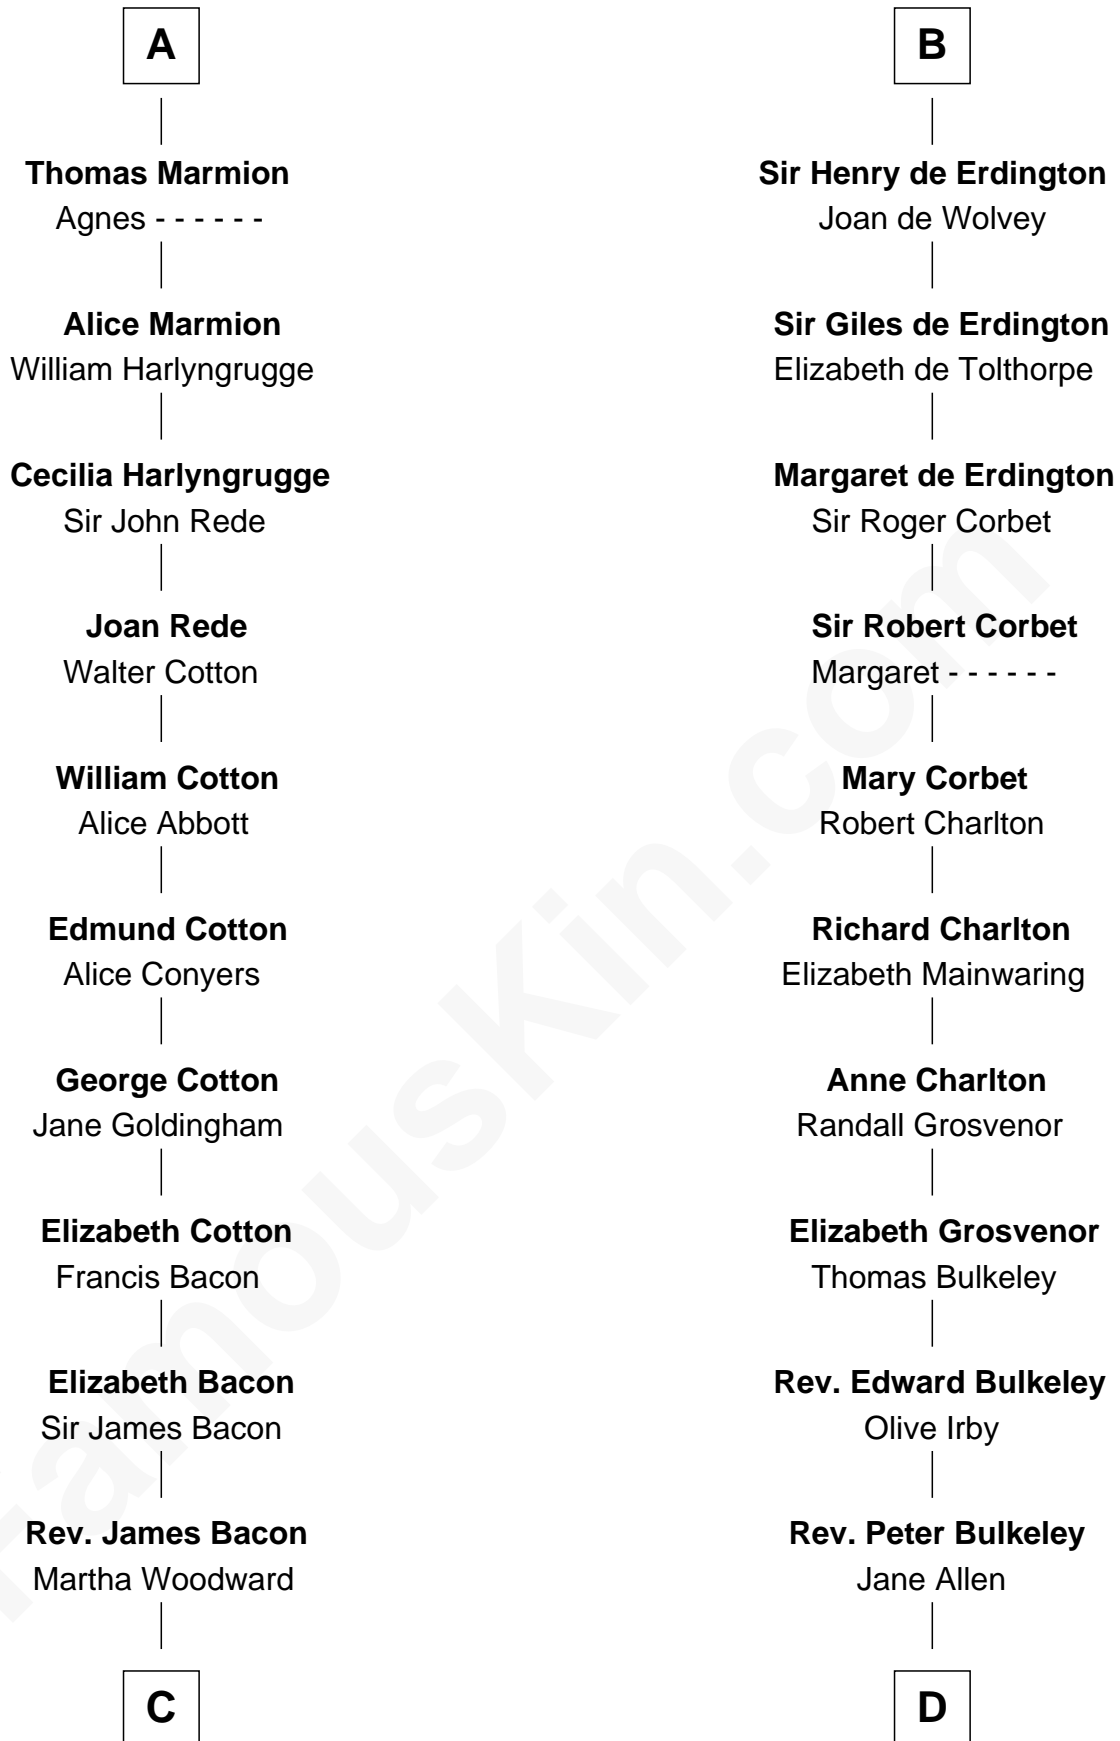 A
Thomas Marmion
Agnes - - - - - -
Alice Marmion
William Harlyngrugge
Cecilia Harlyngrugge
Sir John Rede
Joan Rede
Walter Cotton
William Cotton
Alice Abbott
Edmund Cotton
Alice Conyers
George Cotton
Jane Goldingham
Elizabeth Cotton
Francis Bacon
Elizabeth Bacon
Sir James Bacon
Rev. James Bacon
Martha Woodward
C
B
Sir Henry de Erdington
Joan de Wolvey
Sir Giles de Erdington
Elizabeth de Tolthorpe
Margaret de Erdington
Sir Roger Corbet
Sir Robert Corbet
Margaret - - - - - -
Mary Corbet
Robert Charlton
Richard Charlton
Elizabeth Mainwaring
Anne Charlton
Randall Grosvenor
Elizabeth Grosvenor
Thomas Bulkeley
Rev. Edward Bulkeley
Olive Irby
Rev. Peter Bulkeley
Jane Allen
D
FamousKin.com